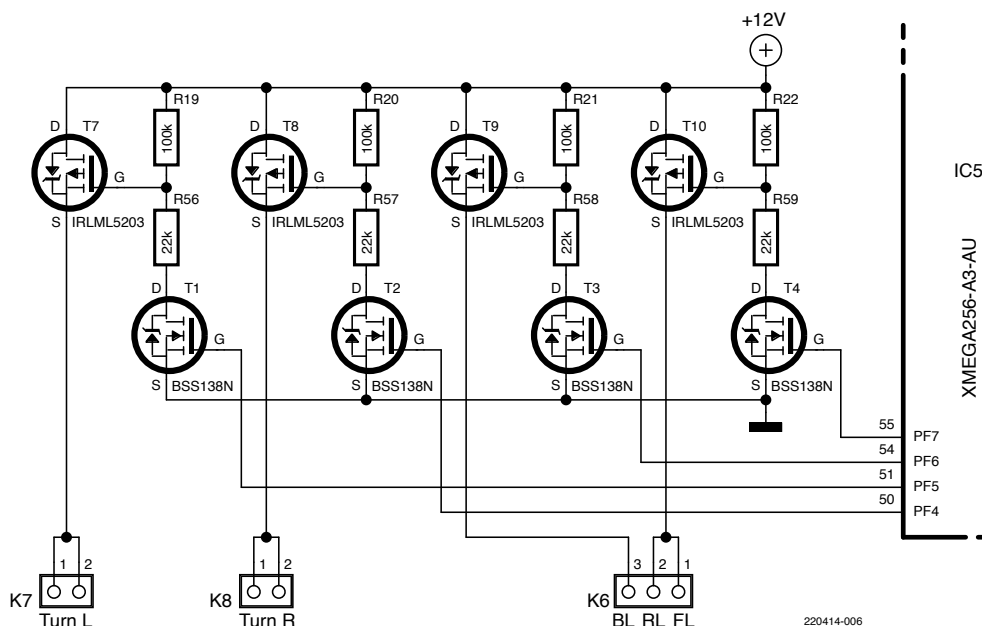 +12V
R19
R20
R21
R22
D T7
D T8
D T9
D T10
100k
100k
100k
100k
IC5
G
G
G
G
R56
R57
R58
R59
S IRLML5203
S IRLML5203
S IRLML5203
S IRLML5203
22k
22k
22k
22k
XMEGA256-A3-AU
D T1
D T2
D T3
D T4
G
G
G
G
S BSS138N
S BSS138N
S BSS138N
S BSS138N
55 PF7
54 PF6
51 PF5
50 PF4
1 2
1 2
3 2 1
K7
K8
K6
Turn L
Turn R
BL RL FL
220414-006